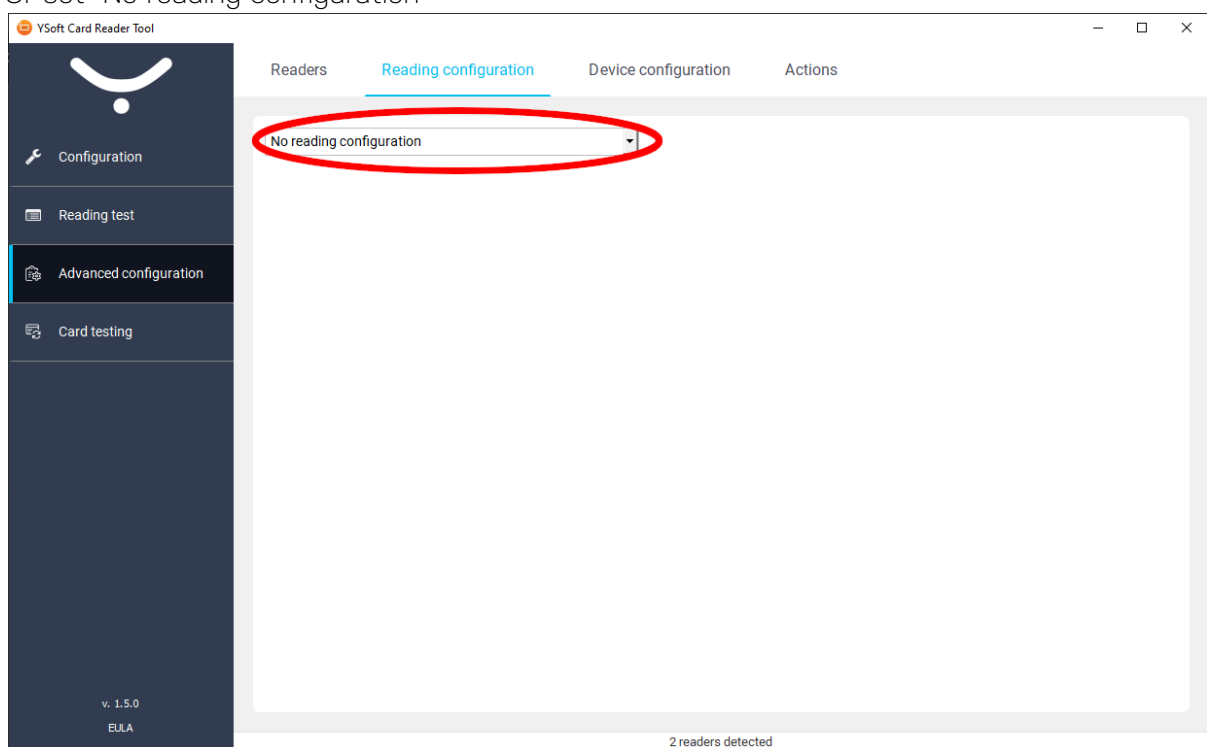 Or set "No reading configuration"
YSoft Card Reader Tool
Readers Reading configuration Device configuration Actions
No reading configuration
Configuration
Reading test
Advanced configuration
Card testing
v. 1.5.0
EULA
2 readers detected